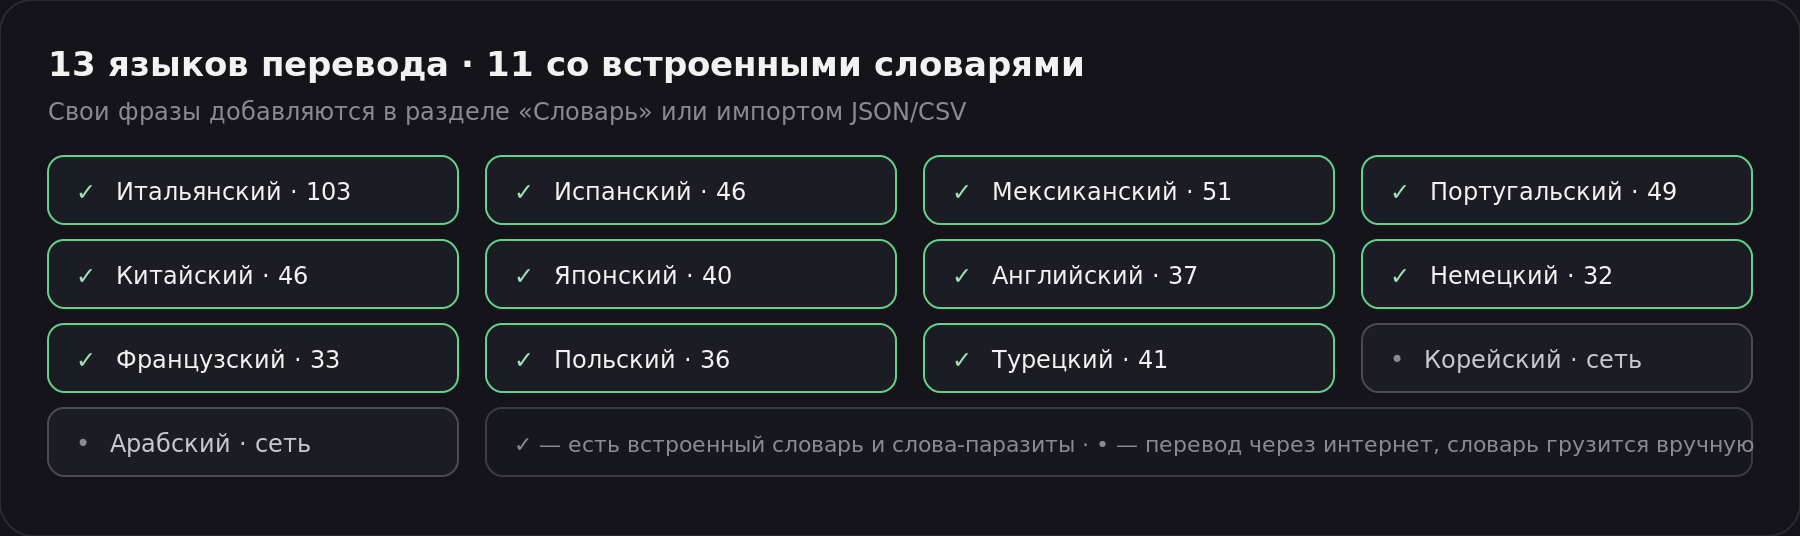 13 языков перевода · 11 со встроенными словарями
Свои фразы добавляются в разделе «Словарь» или импортом JSON/CSV
✓ Итальянский · 103
✓ Испанский · 46
✓ Мексиканский · 51
✓ Португальский · 49
✓ Китайский · 46
✓ Японский · 40
✓ Английский · 37
✓ Немецкий · 32
✓ Французский · 33
✓ Польский · 36
✓ Турецкий · 41
• Корейский · сеть
• Арабский · сеть
✓ — есть встроенный словарь и слова-паразиты · • — перевод через интернет, словарь грузится вручную